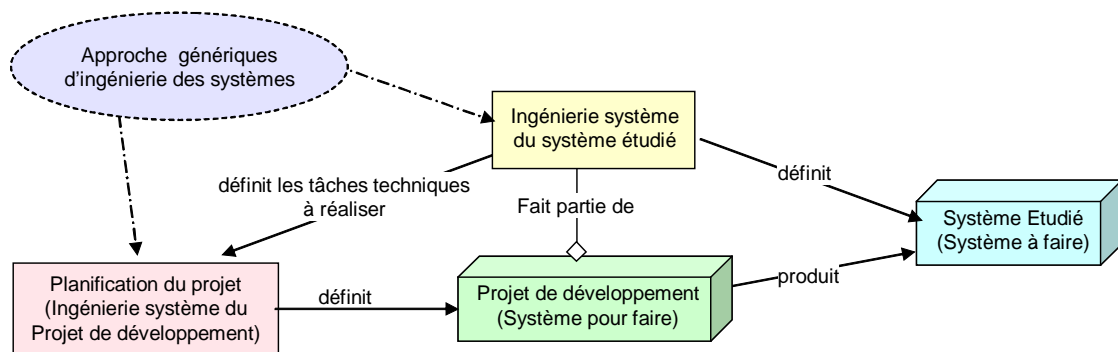 Approche génériques
d'ingénierie des systèmes
Ingénierie système
du système étudié
définit les tâches techniques
à réaliser
définit
Fait partie de
Système Etudié
(Système à faire)
Planification du projet
(Ingénierie système du
Projet de développement)
définit
Projet de développement
(Système pour faire)
produit